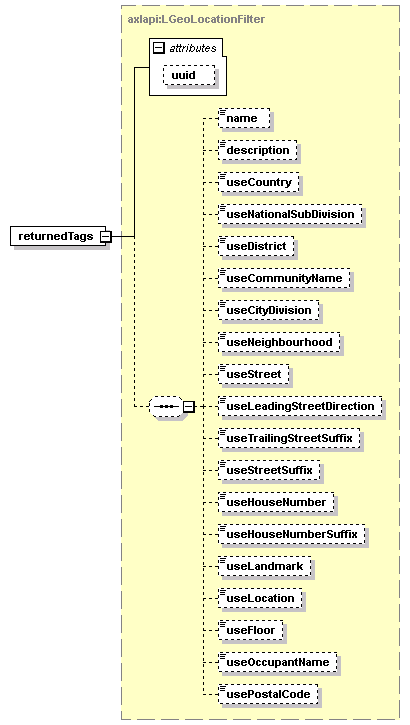 axlapi:LGeoLocationFilter
attributes
uuid
name
description
useCountry
useNationalSubDivision
returnedTags
useDistrict
useCommunityName
useCityDivision
useNeighbourhood
useStreet
useLeadingStreetDirection
useTrailingStreetSuffix
useStreetSuffix
useHouseNumber
useHouseNumberSuffix
useLandmark
useLocation
useFloor
useOccupantName
usePostalCode